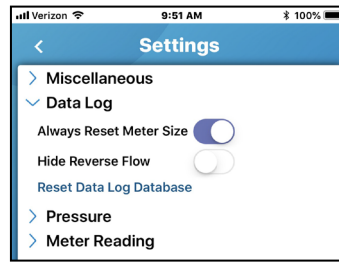 Verizon 9:51 AM 100%
Settings
Miscellaneous
Data Log
Always Reset Meter Size
Hide Reverse Flow
Reset Data Log Database
Pressure
Meter Reading